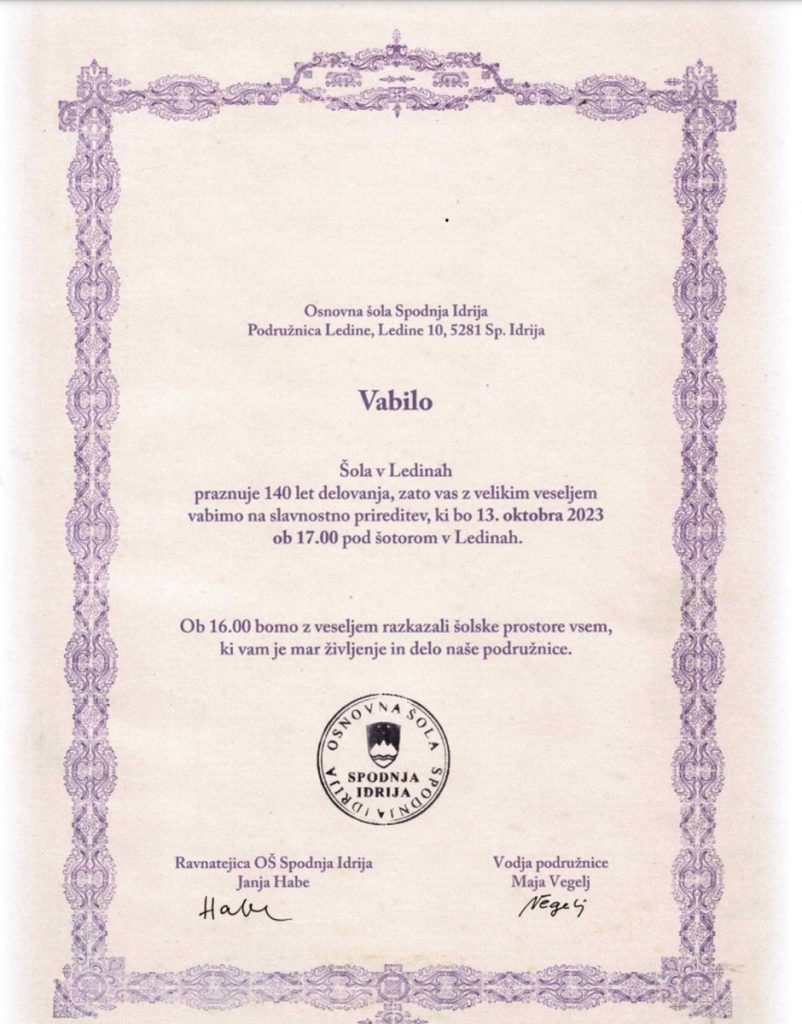 Osnovna šola Spodnja Idrija
Podružnica Ledine, Ledine 10, 5281 Sp. Idrija
Vabilo
Šola v Ledinah
praznuje 140 let delovanja, zato vas z velikim veseljem
vabimo na slavnostno prireditev, ki bo 13. oktobra 2023
ob 17.00 pod šotorom v Ledinah.
Ob 16.00 bomo z veseljem razkazali šolske prostore vsem,
ki vam je mar življenje in delo naše podružnice.
OSNOVNA ŠOLA SPODNJA IDRIJA
SPODNJA
IDRIJA
Ravnateljica OŠ Spodnja Idrija
Janja Habe
Habe
Vodja podružnice
Maja Vegelj
Vegelj